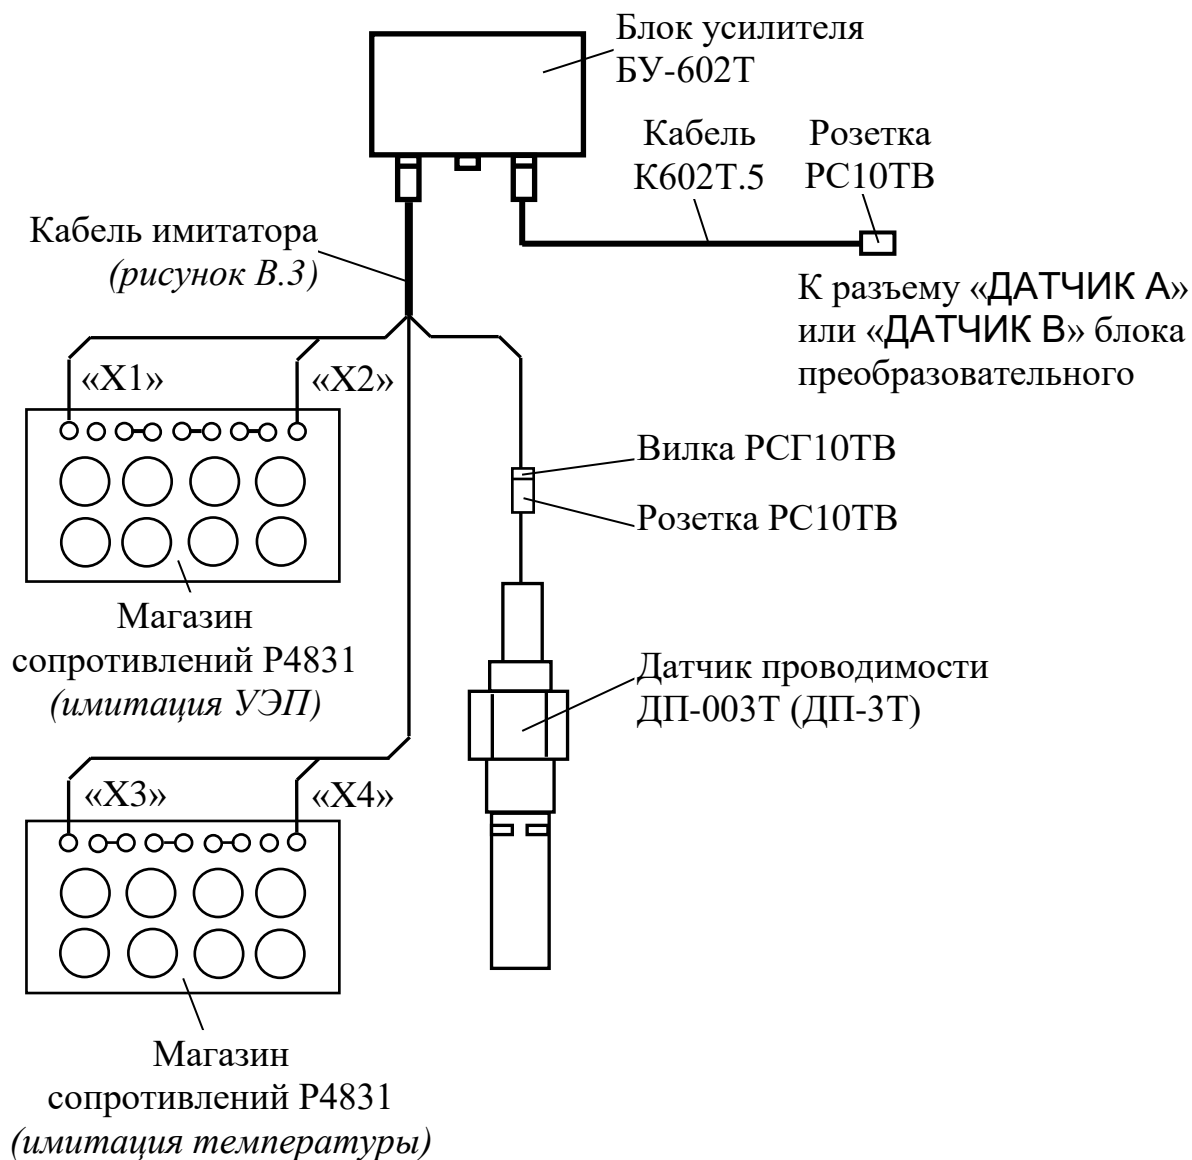 Блок усилителя
БУ-602Т
Кабель
К602Т.5
Розетка
РС10ТВ
Кабель имитатора
(рисунок В.3)
К разъему «ДАТЧИК А»
или «ДАТЧИК В» блока
преобразовательного
«Х1»
«Х2»
Вилка РСГ10ТВ
Розетка РС10ТВ
Магазин
сопротивлений Р4831
(имитация УЭП)
Датчик проводимости
ДП-003Т (ДП-3Т)
«Х3»
«Х4»
Магазин
сопротивлений Р4831
(имитация температуры)